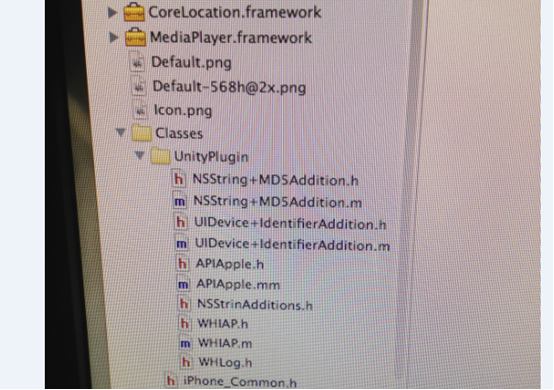 CoreLocation.framework
MediaPlayer.framework
Default.png
Default-568h@2x.png
Icon.png
Classes
UnityPlugin
h NSString+MD5Addition.h
m NSString+MD5Addition.m
h UIDevice+IdentifierAddition.h
m UIDevice+IdentifierAddition.m
h APIApple.h
m APIApple.mm
h NSStrinAdditions.h
h WHIAP.h
m WHIAP.m
h WHLog.h
h iPhone_Common.h